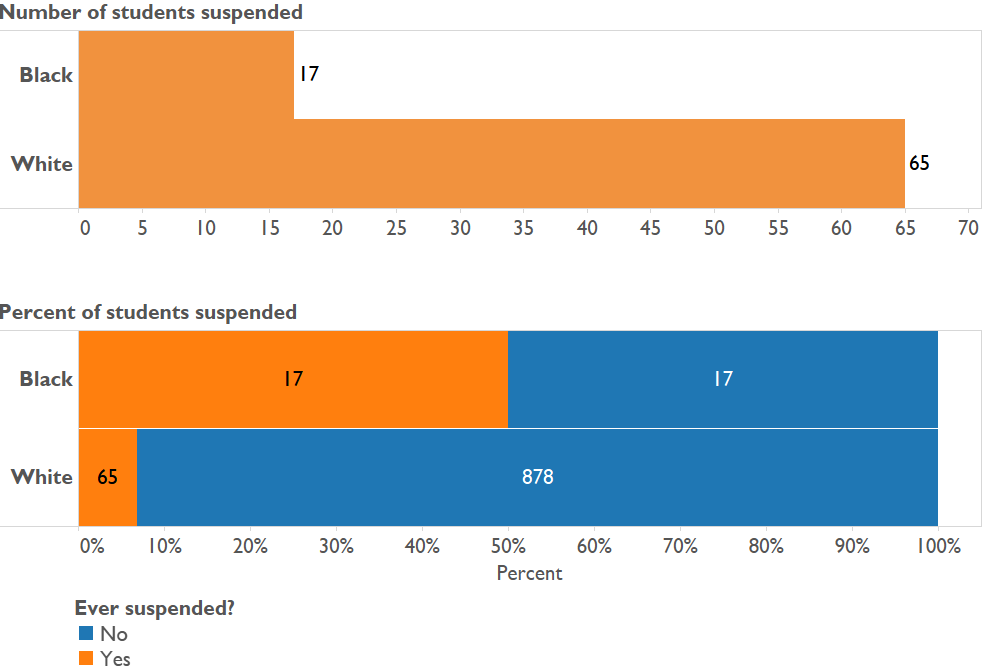 Number of students suspended
Black
17
White
65
0 5 10 15 20 25 30 35 40 45 50 55 60 65 70
Percent of students suspended
Black
17 17
White
65 878
0% 10% 20% 30% 40% 50% 60% 70% 80% 90% 100%
Percent
Ever suspended?
No
Yes